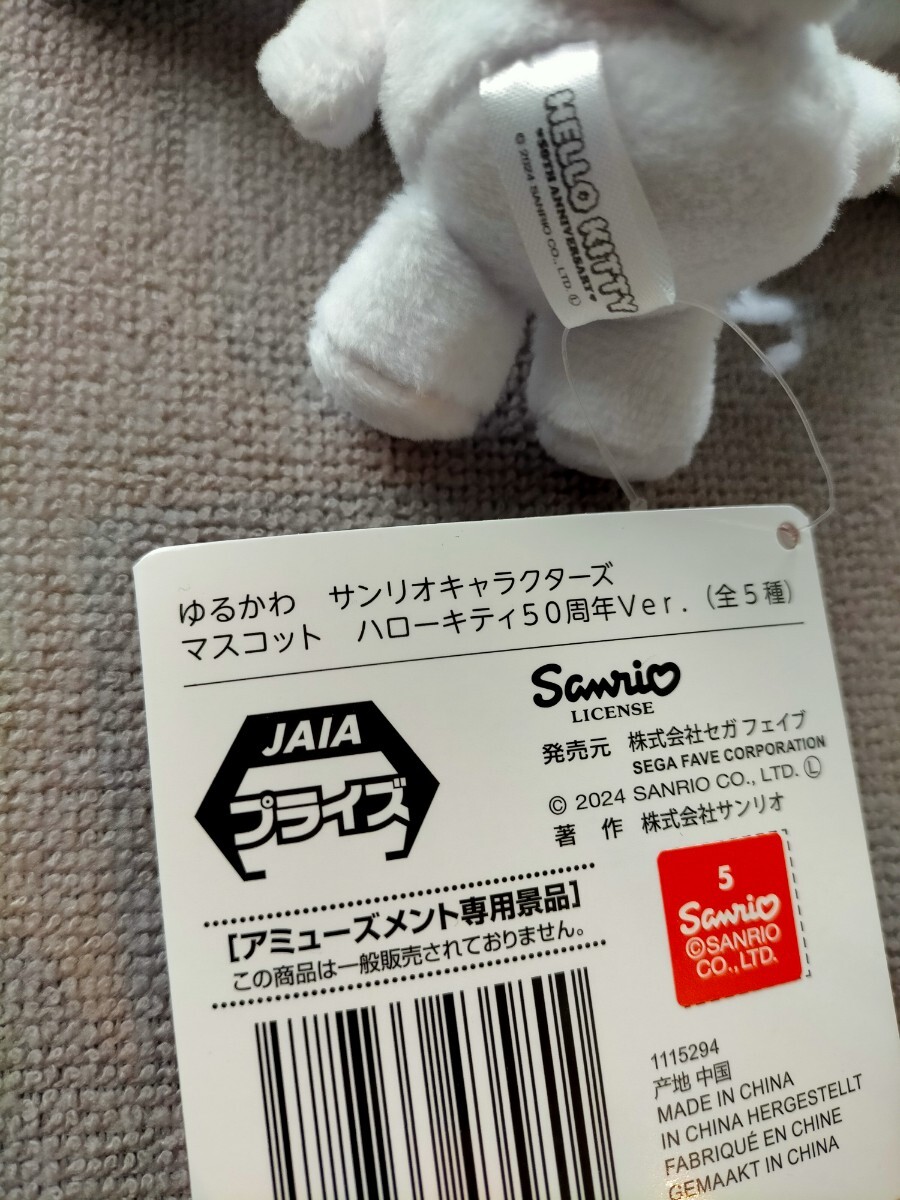 HELLO KITTY
♥50TH ANNIVERSARY♥
© 2024 SANRIO CO., LTD. Ⓛ
ゆるかわ サンリオキャラクターズ
マスコット ハローキティ50周年Ver. (全5種)
JAIA
プライズ
Sanrio
LICENSE
発売元 株式会社セガ フェイブ
SEGA FAVE CORPORATION
© 2024 SANRIO CO., LTD. Ⓛ
著 作 株式会社サンリオ
[アミューズメント専用景品]
この商品は一般販売されておりません。
5
Sanrio
©SANRIO
CO., LTD.
1115294
产地 中国
MADE IN CHINA
IN CHINA HERGESTELLT
FABRIQUÉ EN CHINE
GEMAAKT IN CHINA